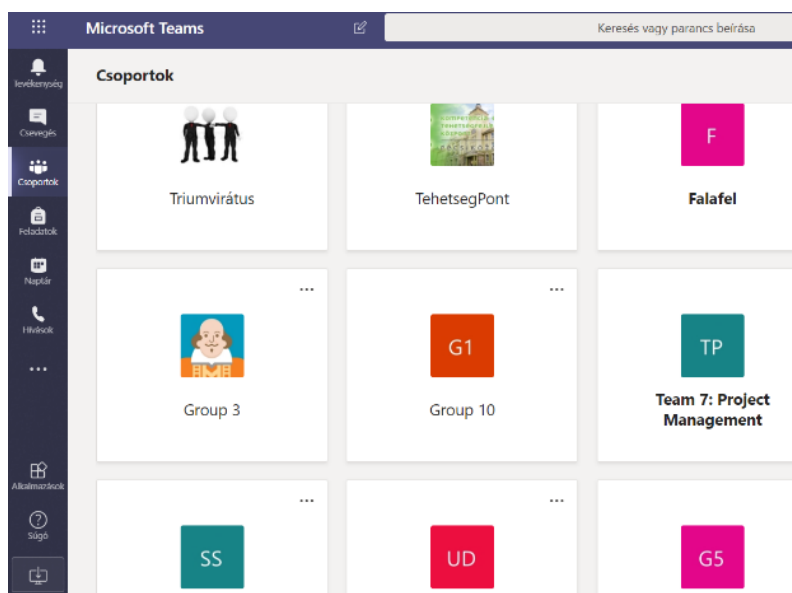 Microsoft Teams
Keresés vagy parancs beírása
Tevékenység
Csevegés
Csoportok
Feladatok
Naptár
Hívások
Alkalmazások
Súgó
Csoportok
KOMPETENCIA
Triumvirátus
TehetsegPont
F
Falafel
Group 3
G1
Group 10
TP
Team 7: Project
Management
SS
UD
G5